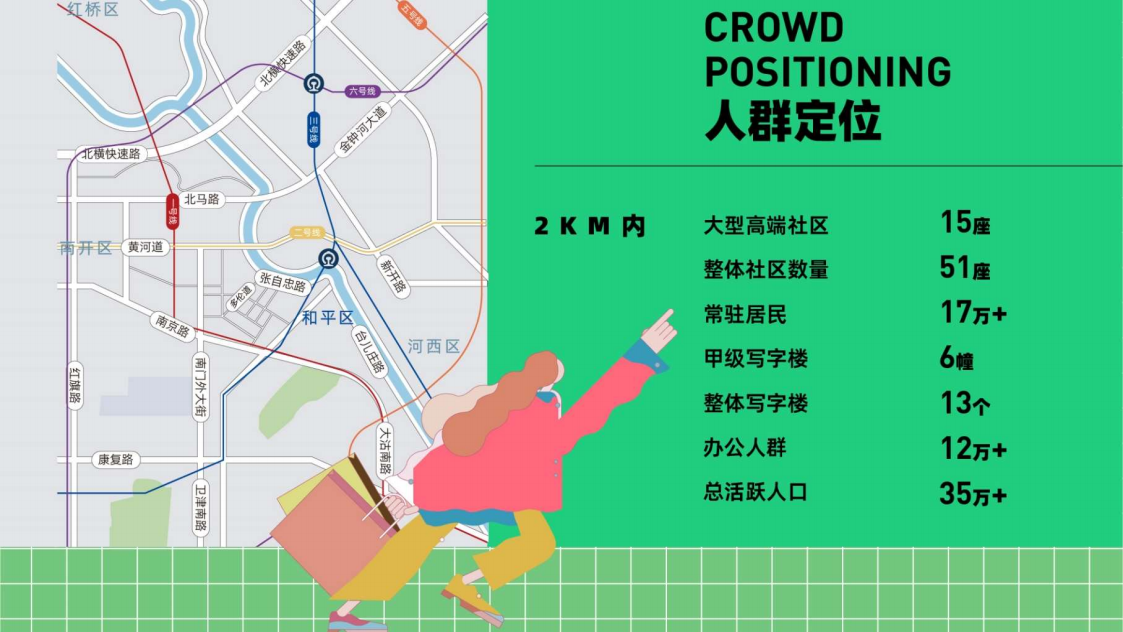 CROWD
POSITIONING
人群定位
2KM内
大型高端社区 15座
整体社区数量 51座
常驻居民 17万+
甲级写字楼 6幢
整体写字楼 13个
办公人群 12万+
总活跃人口 35万+
红桥区
五号线
北横快速路
六号线
三号线
金钟河大道
北横快速路
一号线
北马路
二号线
南开区
黄河道
新开路
张自忠路
多伦道
和平区
南京路
台儿庄路
河西区
红旗路
南门外大街
大沽南路
康复路
卫津南路